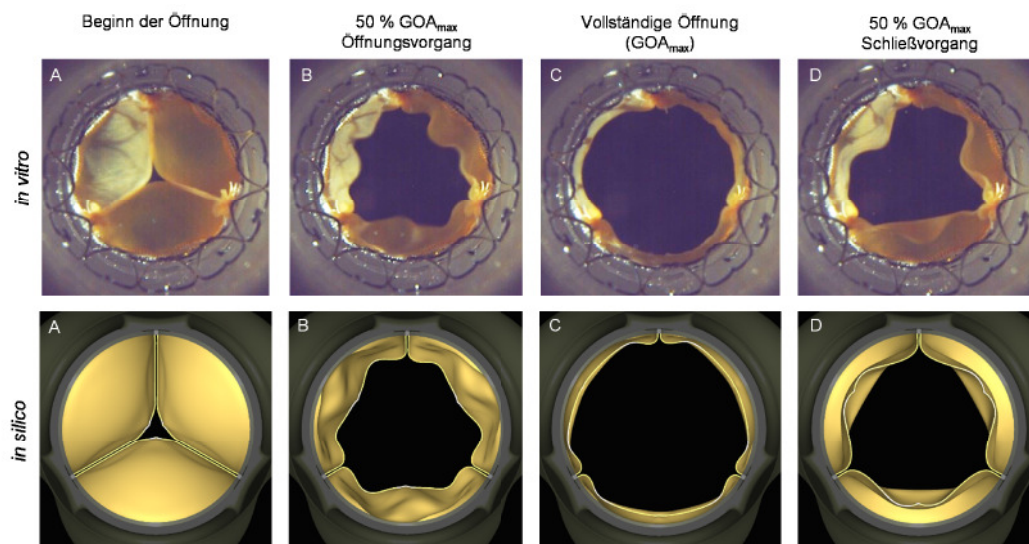 Beginn der Öffnung
50 % GOAmax
Öffnungsvorgang
Vollständige Öffnung
(GOAmax)
50 % GOAmax
Schließvorgang
in vitro
A
B
C
D
in silico
A
B
C
D